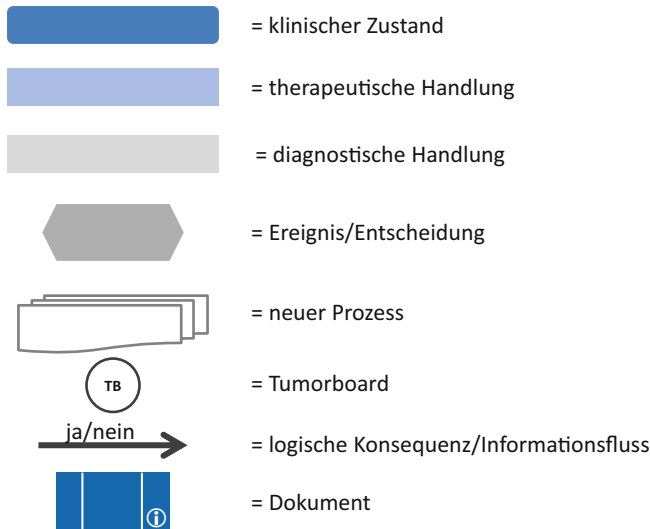 = klinischer Zustand
= therapeutische Handlung
= diagnostische Handlung
= Ereignis/Entscheidung
= neuer Prozess
TB = Tumorboard
ja/nein
= logische Konsequenz/Informationsfluss
i = Dokument